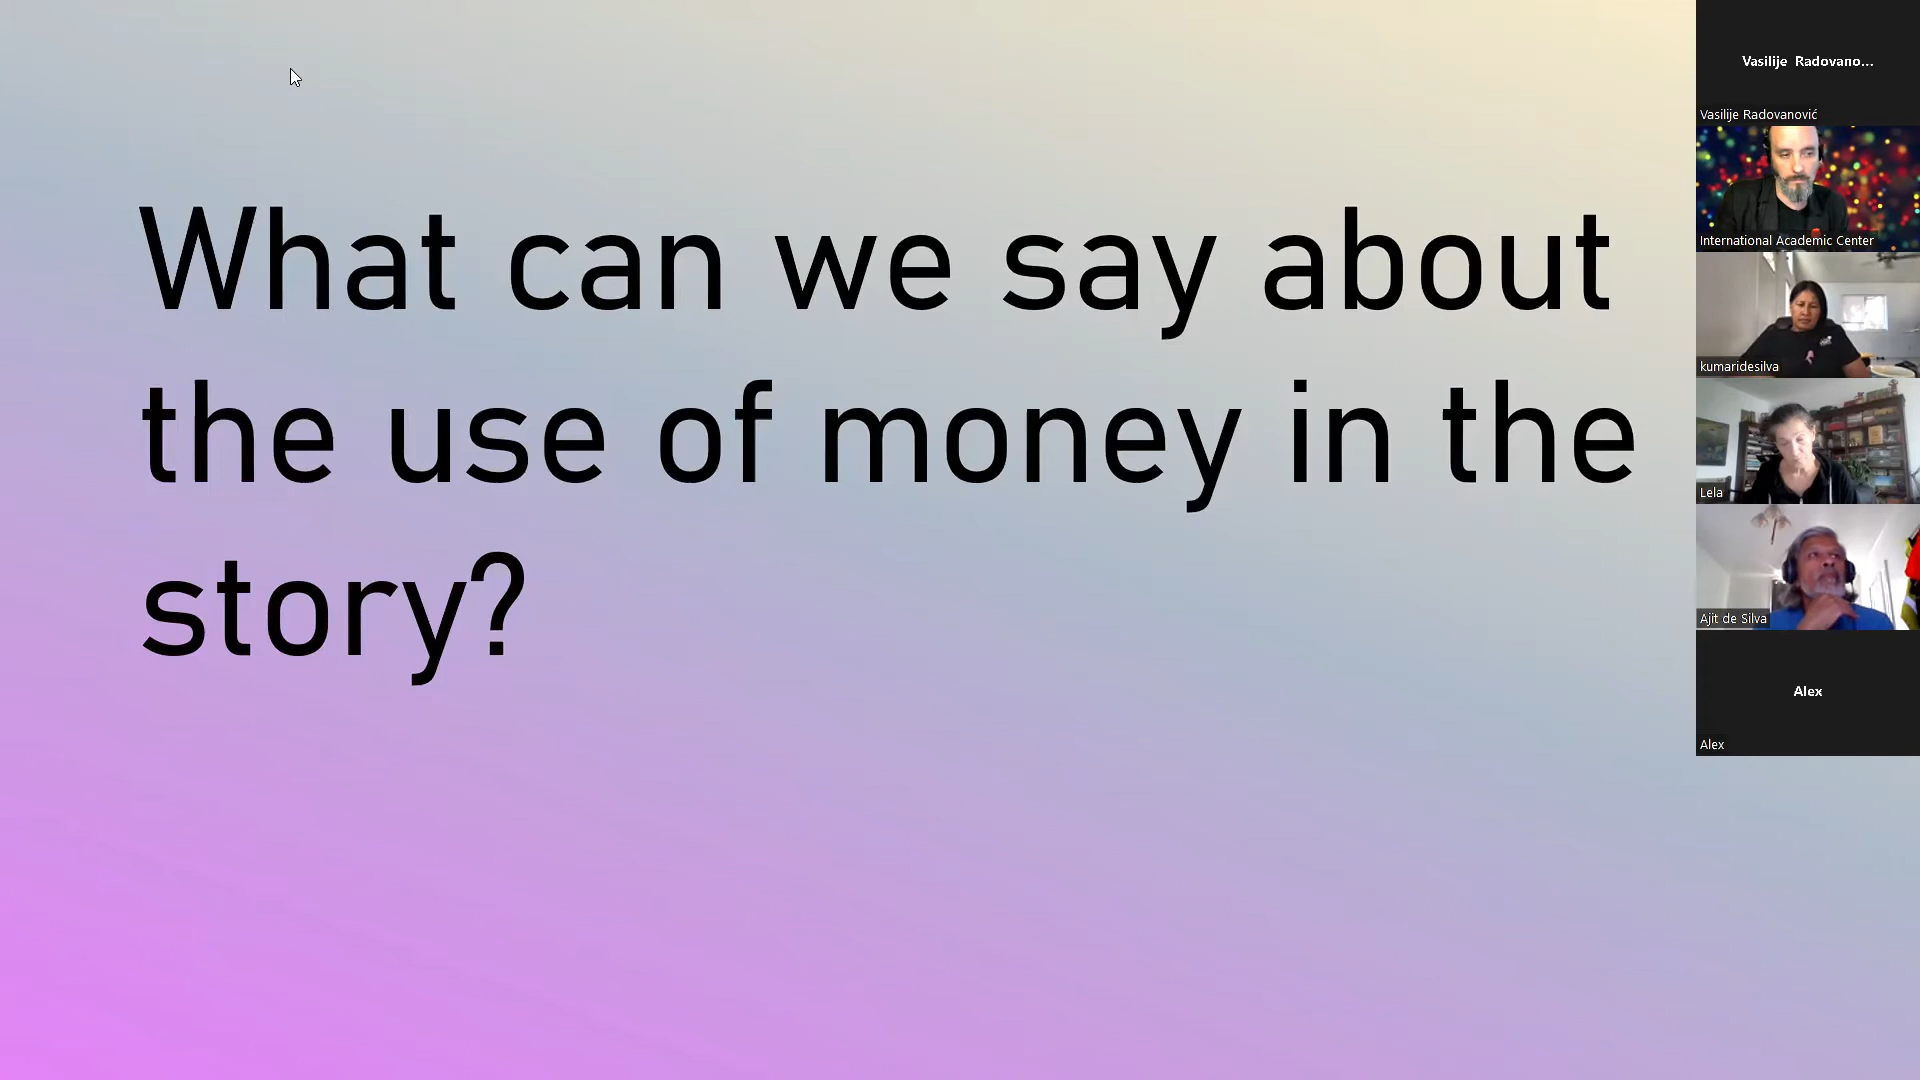 What can we say about
the use of money in the
story?
Vasilije Radovano...
Vasilije Radovanović
International Academic Center
kumaridesilva
Lela
Ajit de Silva
Alex
Alex